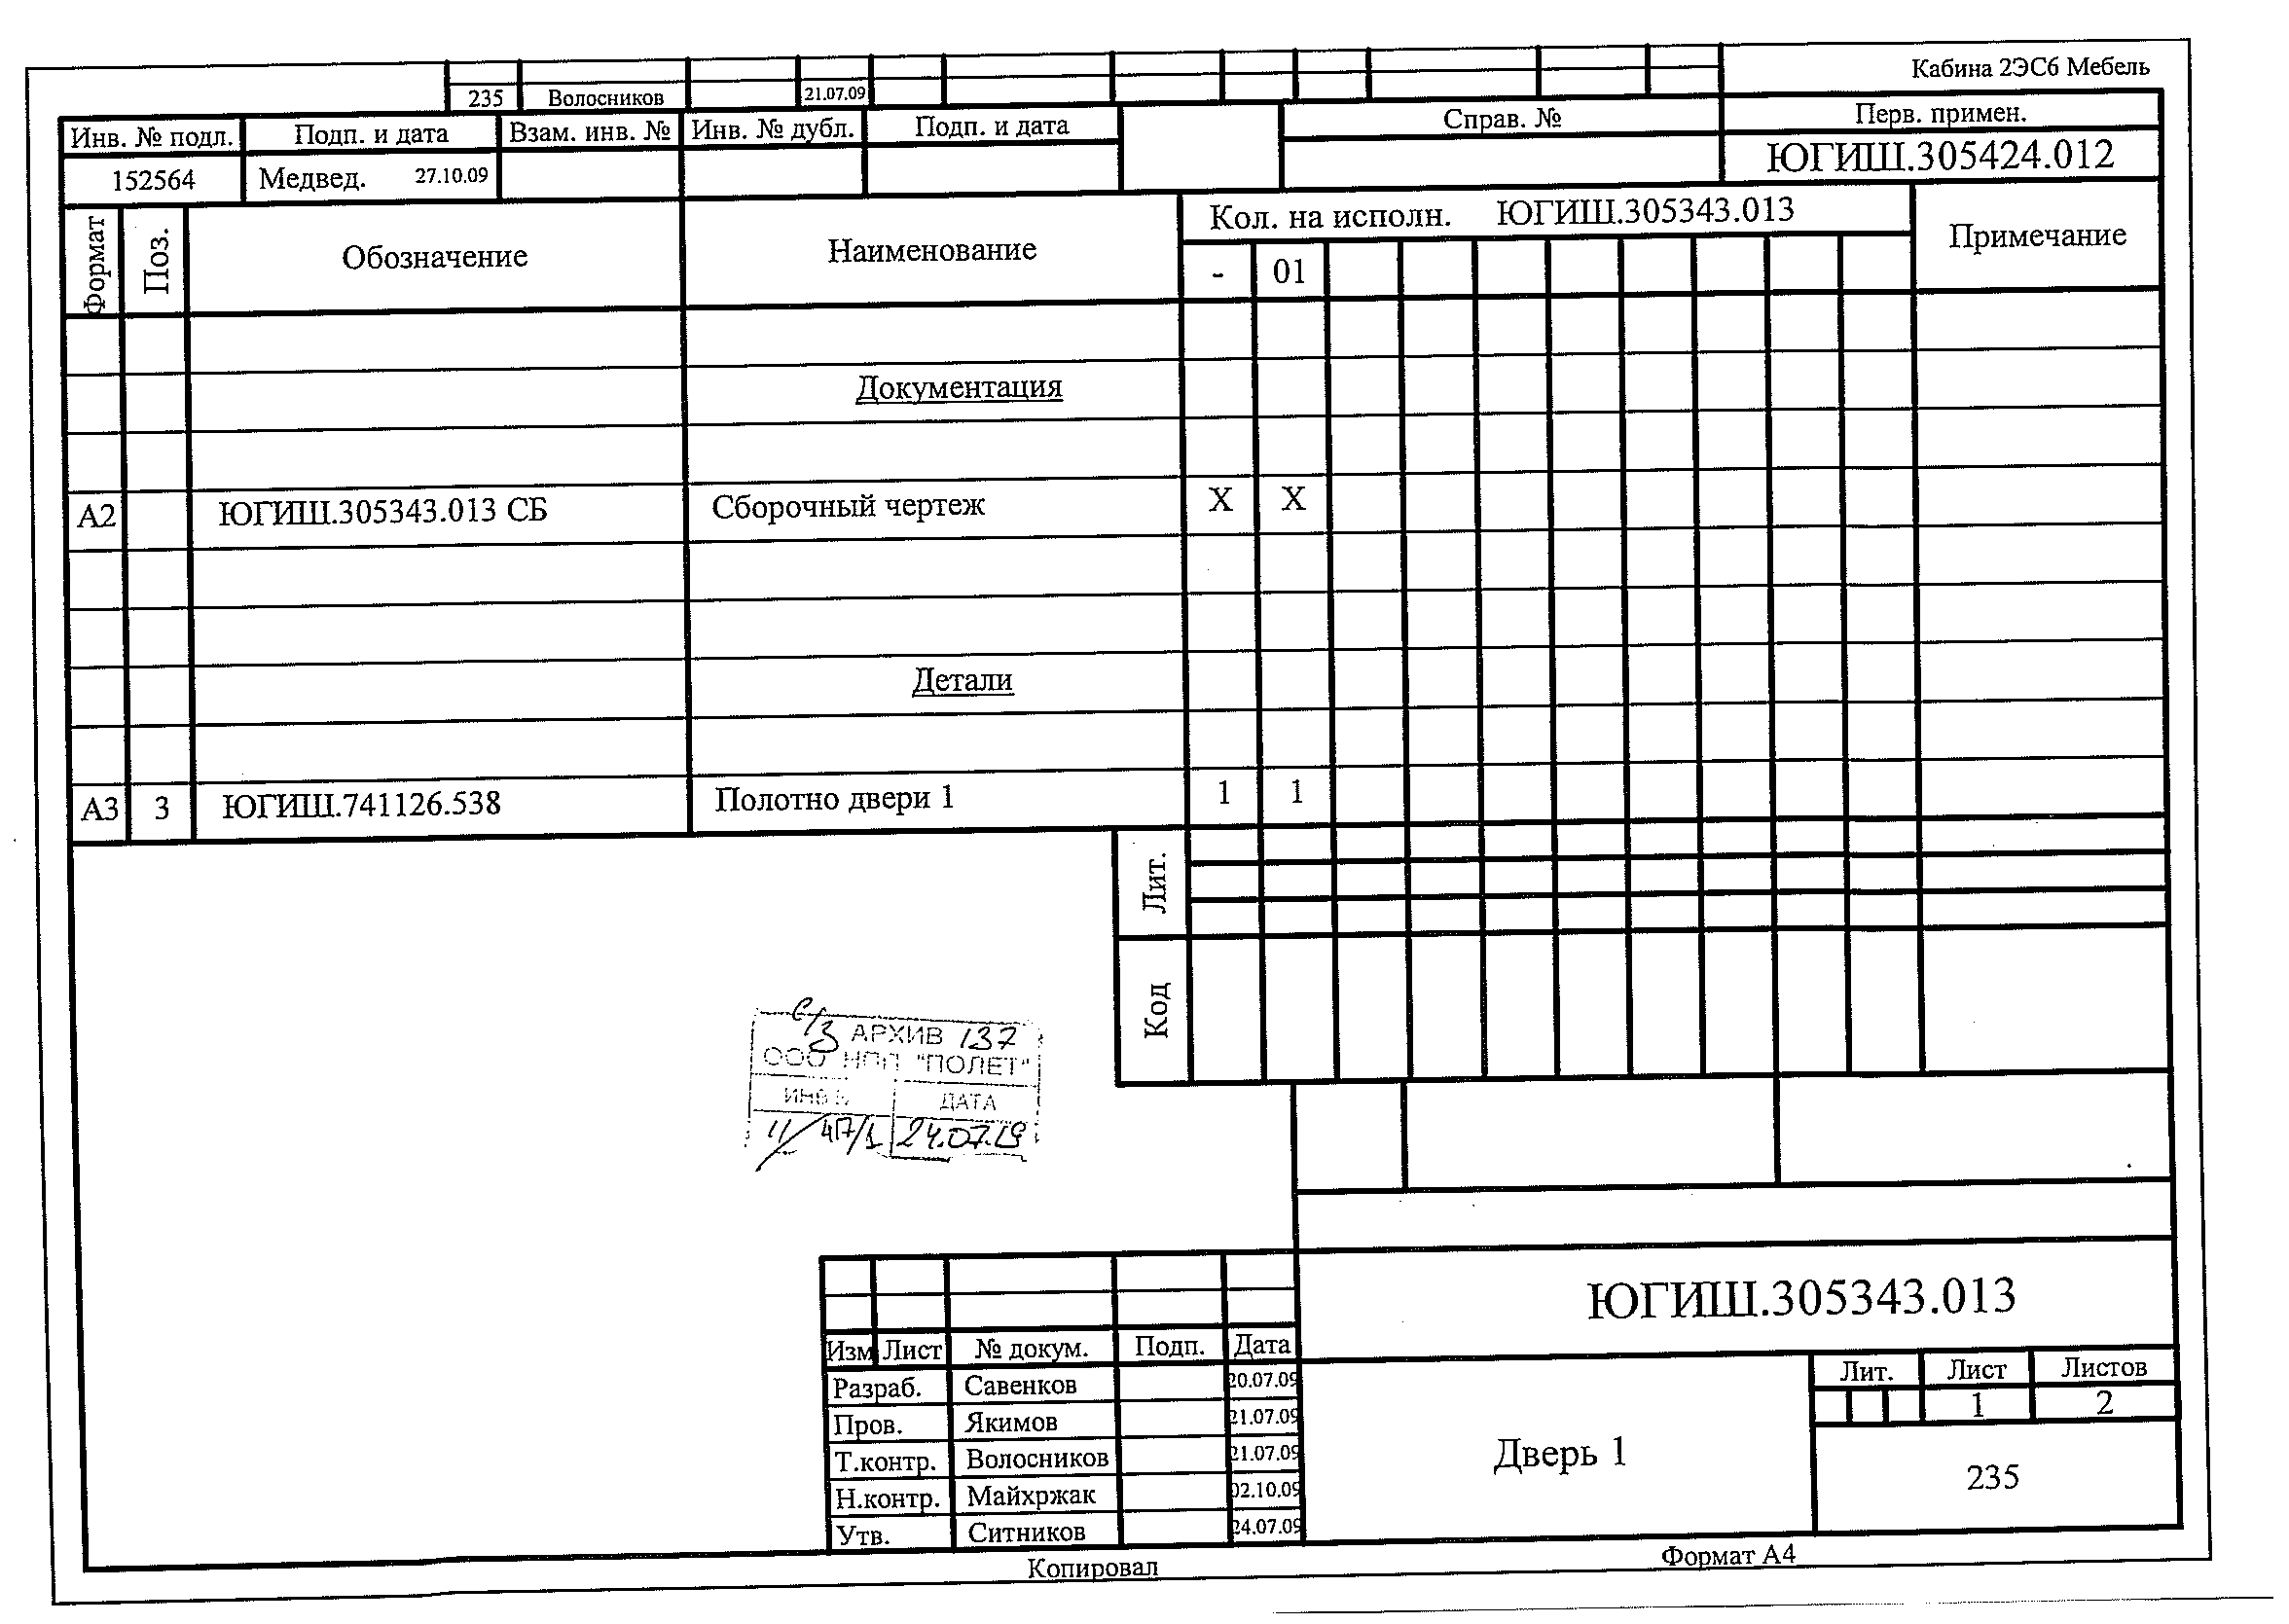 Кабина 2ЭС6 Мебель
235 Волосников 21.07.09
Инв. № подл. Подп. и дата Взам. инв. № Инв. № дубл. Подп. и дата Справ. № Перв. примен.
152564 Медвед. 27.10.09 ЮГИШ.305424.012
Формат Поз. Обозначение Наименование Кол. на исполн. ЮГИШ.305343.013 Примечание
- 01
Документация
А2 ЮГИШ.305343.013 СБ Сборочный чертеж Х Х
Детали
А3 3 ЮГИШ.741126.538 Полотно двери 1 1 1
Лит.
Код
с/з АРХИВ 137
ООО НПП "ПОЛЕТ"
ИНВ № ДАТА
11/417/1 24.07.19
ЮГИШ.305343.013
Изм Лист № докум. Подп. Дата
Разраб. Савенков 20.07.09
Пров. Якимов 21.07.09
Т.контр. Волосников 21.07.09
Н.контр. Майхржак 02.10.09
Утв. Ситников 24.07.09
Дверь 1
Лит. Лист Листов
1 2
235
Копировал Формат А4